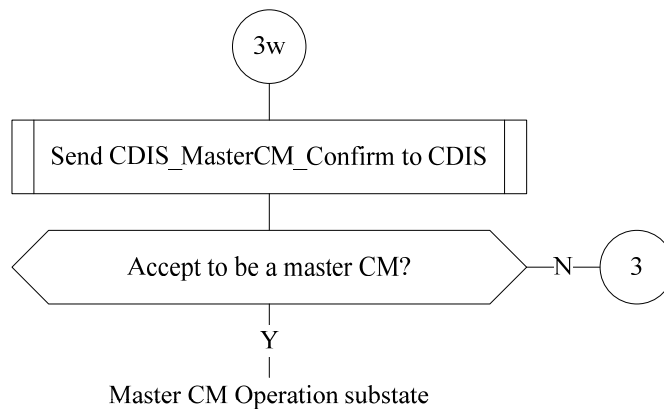 3w
Send CDIS_MasterCM_Confirm to CDIS
Accept to be a master CM?
N
3
Y
Master CM Operation substate